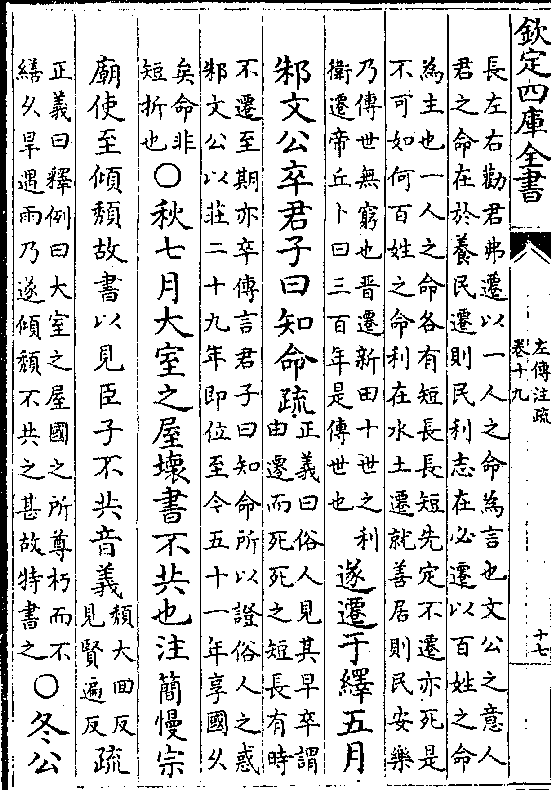 欽定四庫全書
左傳注疏
卷十九
十七
長左右勸君弗遷以一人之命為言也文公之意人
君之命在於養民遷則民利志在必遷以百姓之命
為主也一人之命各有短長長短先定不遷亦死是
不可如何百姓之命利在水土遷就善居則民安樂
乃傳世無窮也晉遷新田十世之利
衛遷帝丘卜曰三百年是傳世也
遂遷于繹五月
邾文公卒君子曰知命疏
正義曰俗人見其早卒謂
由遷而死死之短長有時
不遷至期亦卒傳言君子曰知命所以證俗人之惑
邾文公以莊二十九年即位至今五十一年享國久
矣命非
短折也
○秋七月大室之屋壞書不共也注簡慢宗
廟使至傾頽故書以見臣子不共音義
頽大回反
見賢遍反
疏
正義曰釋例曰大室之屋國之所尊朽而不
繕久旱遇雨乃遂傾頽不共之甚故特書之
○冬公